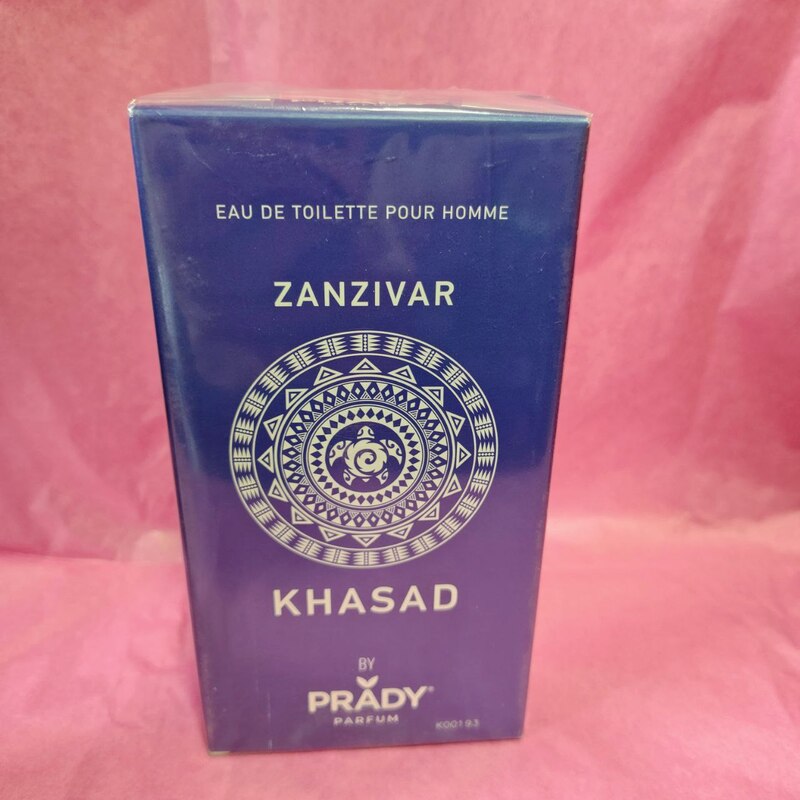 EAU DE TOILETTE POUR HOMME
ZANZIVAR
KHASAD
BY
PRADY®
PARFUM
K00193